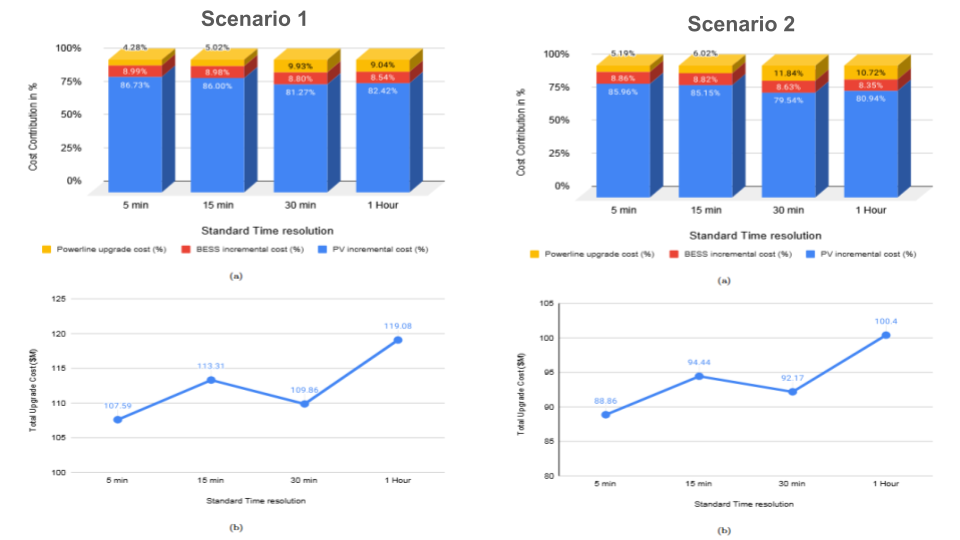 Scenario 1
100%
75%
50%
25%
0%
Cost Contribution in %
4.28%
5.02%
9.93%
9.04%
8.99%
8.98%
8.80%
8.54%
86.73%
86.00%
81.27%
82.42%
5 min
15 min
30 min
1 Hour
Standard Time resolution
Powerline upgrade cost (%)
BESS incremental cost (%)
PV incremental cost (%)
(a)
125
120
115
110
105
100
Total Upgrade Cost($M)
107.59
113.31
109.86
119.08
5 min
15 min
30 min
1 Hour
Standard Time resolution
(b)
Scenario 2
100%
75%
50%
25%
0%
Cost Contribution in %
5.19%
6.02%
11.84%
10.72%
8.86%
8.82%
8.63%
8.35%
85.96%
85.15%
79.54%
80.94%
5 min
15 min
30 min
1 Hour
Standard Time resolution
Powerline upgrade cost (%)
BESS incremental cost (%)
PV incremental cost (%)
(a)
105
100
95
90
85
80
Total Upgrade Cost($M)
88.86
94.44
92.17
100.4
5 min
15 min
30 min
1 Hour
Standard Time resolution
(b)